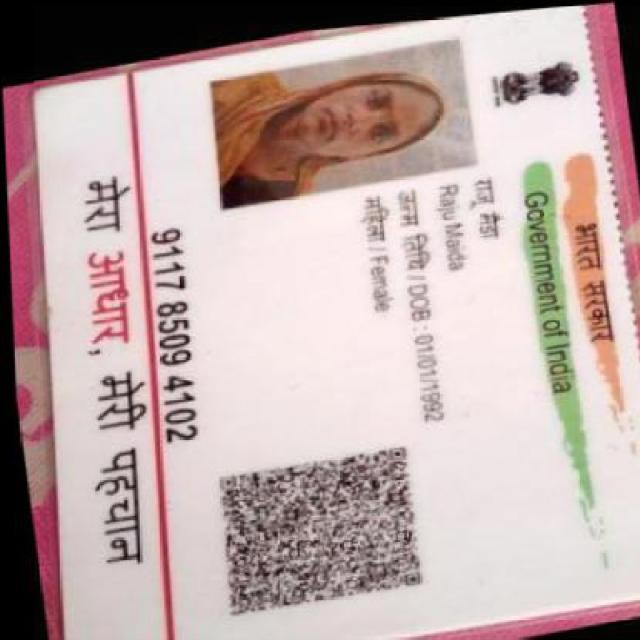 भारत सरकार
Government of India
राजू मैडा
Raju Maida
जन्म तिथि / DOB : 01/01/1992
महिला / Female
9117 8509 4102
मेरा आधार, मेरी पहचान